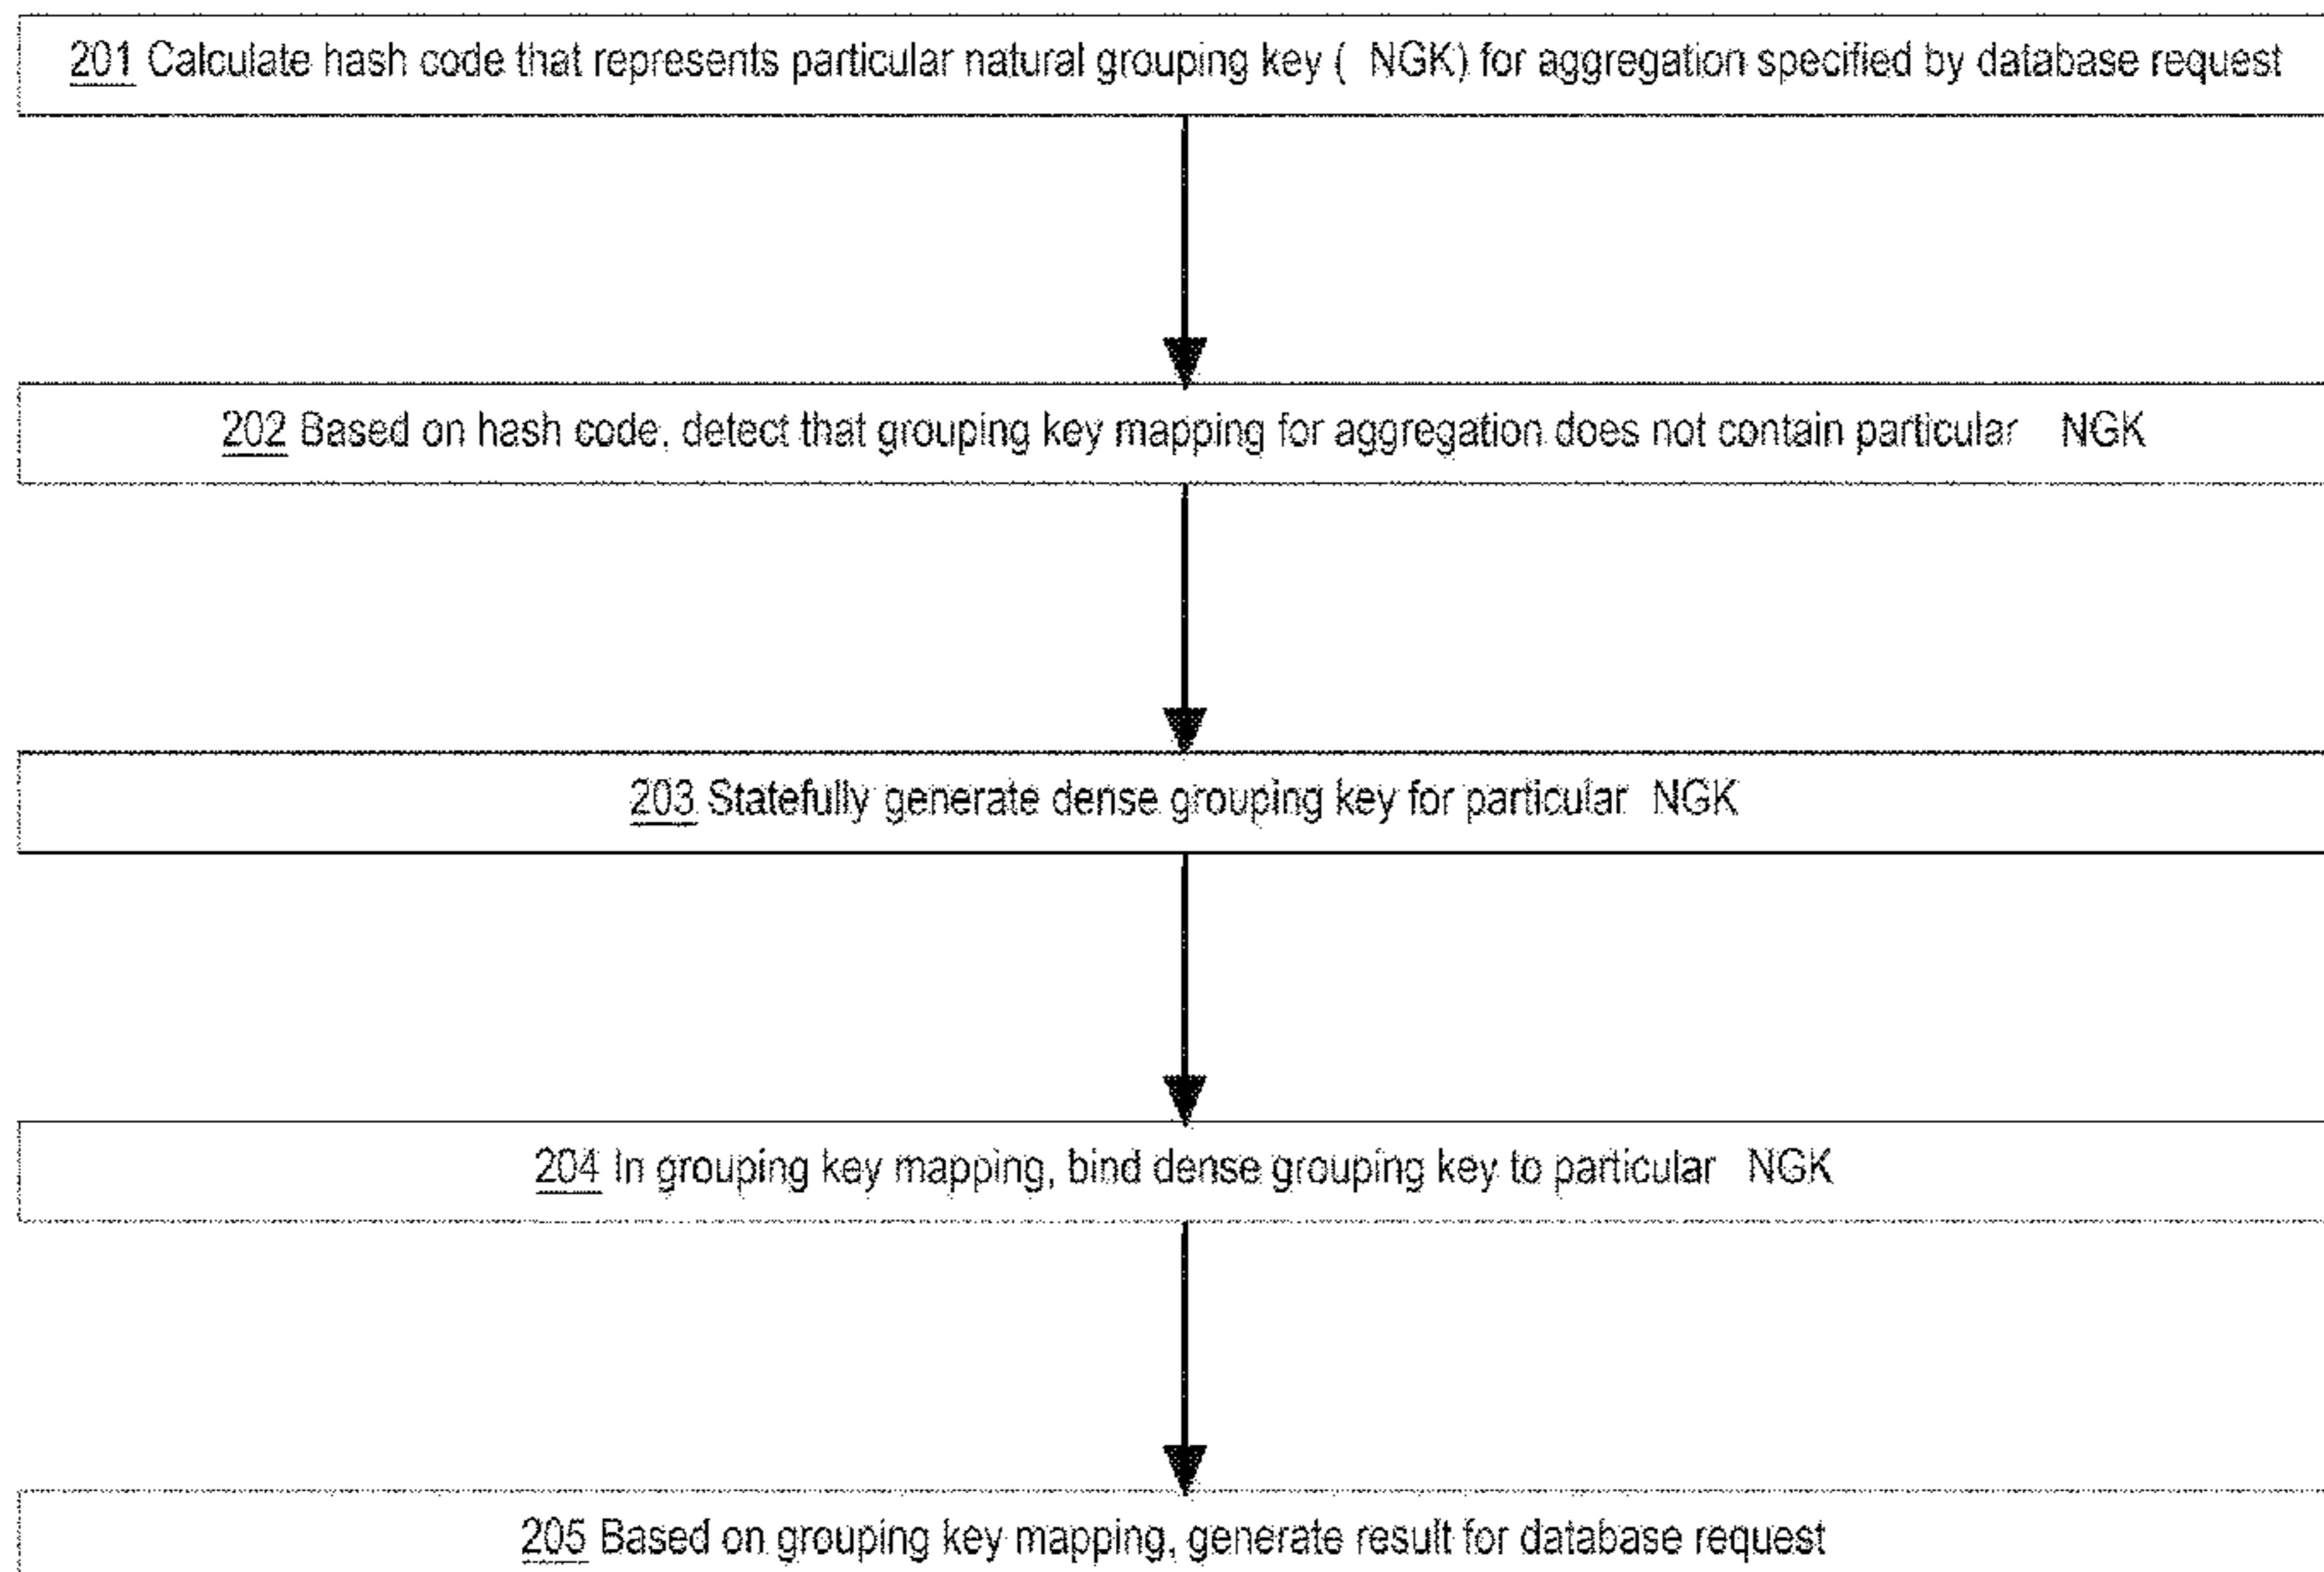 201 Calculate hash code that represents particular natural grouping key ( NGK) for aggregation specified by database request
202 Based on hash code, detect that grouping key mapping for aggregation does not contain particular NGK
203 Statefully generate dense grouping key for particular NGK
204 In grouping key mapping, bind dense grouping key to particular NGK
205 Based on grouping key mapping, generate result for database request